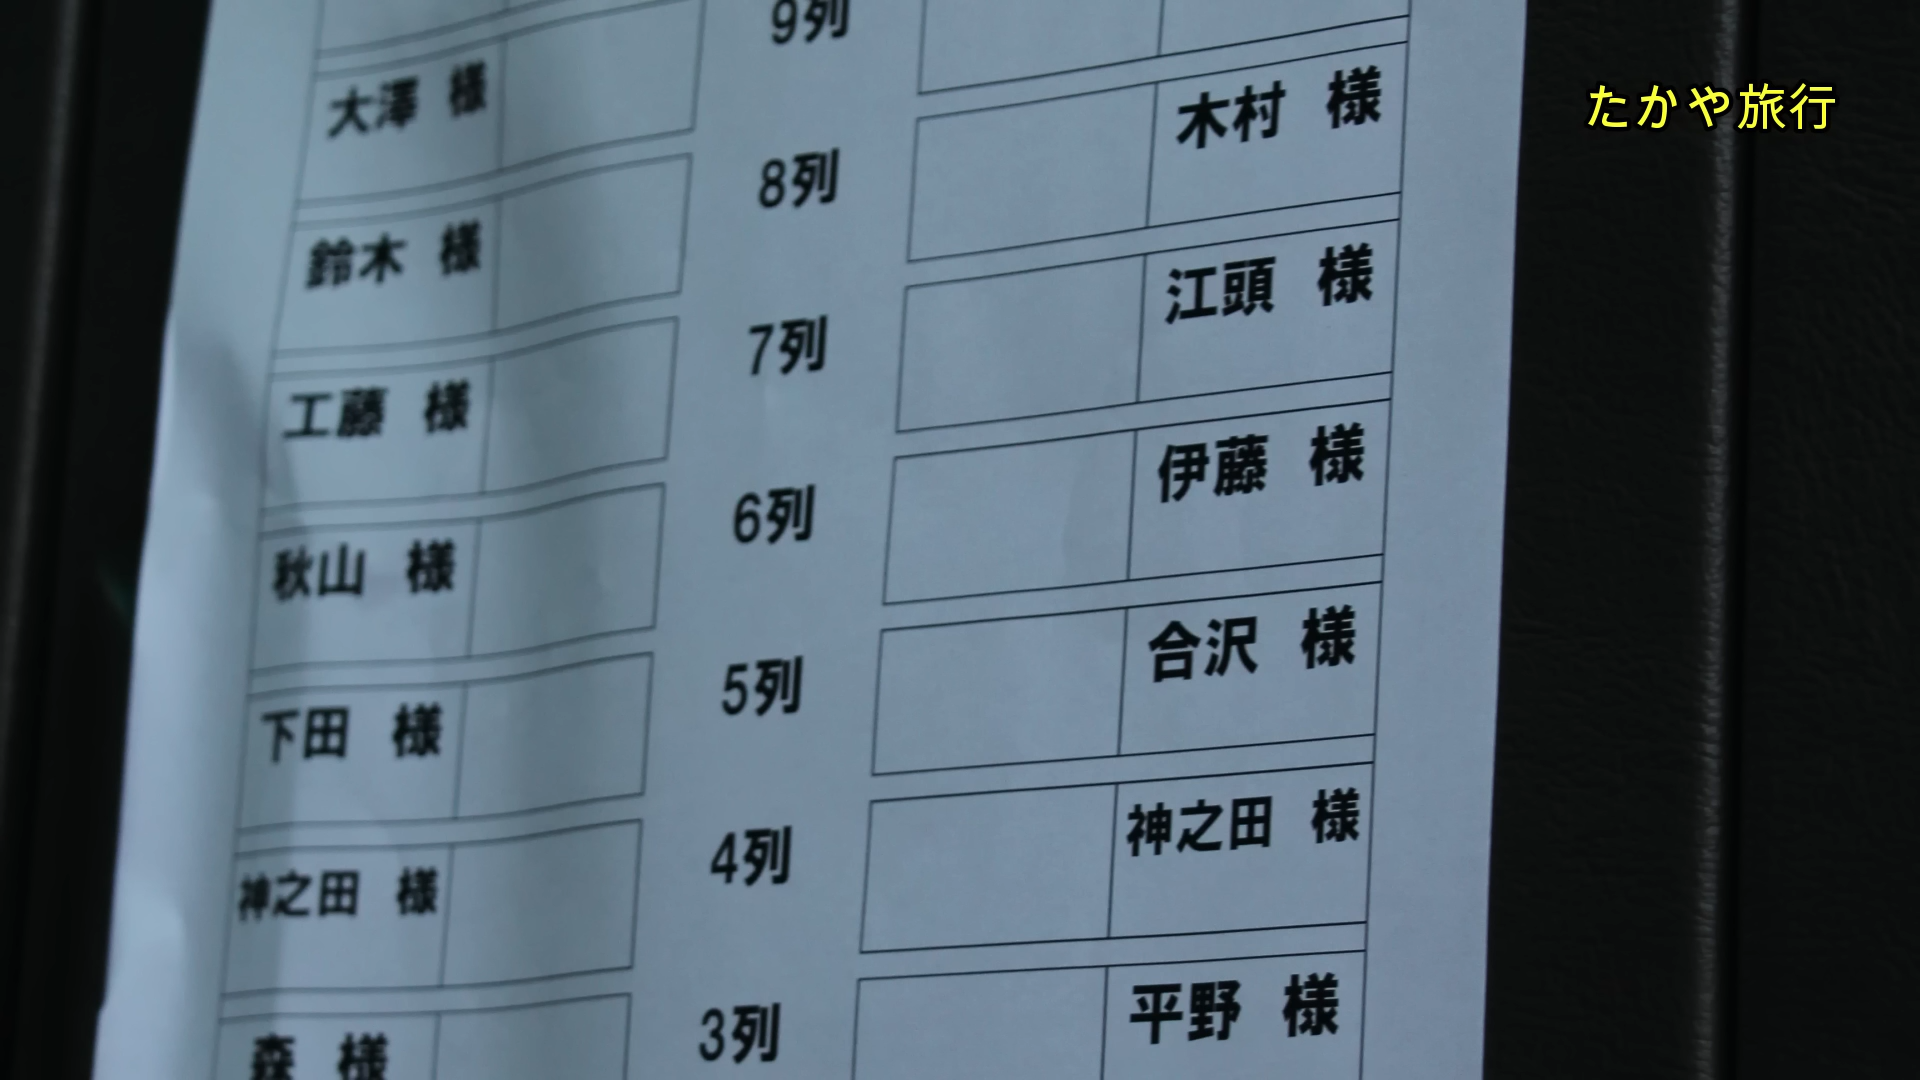 たかや旅行
9列
大澤 様 8列 木村 様
鈴木 様 7列 江頭 様
工藤 様 6列 伊藤 様
秋山 様 5列 合沢 様
下田 様 4列 神之田 様
神之田 様 3列 平野 様
森 様